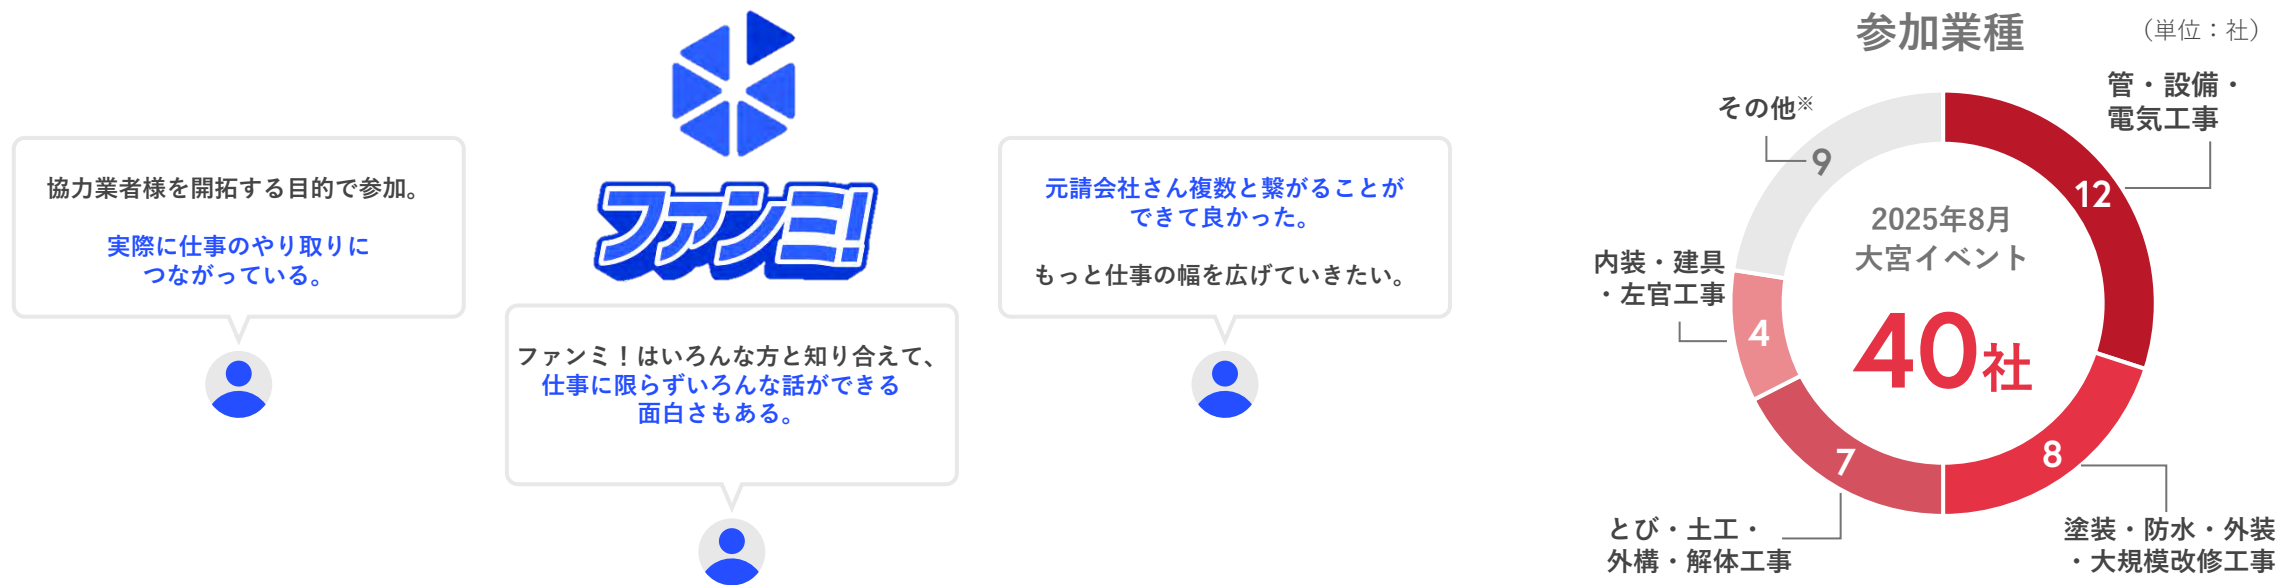 協力業者様を開拓する目的で参加。
実際に仕事のやり取りに
つながっている。
ファンミ!
ファンミ！はいろんな方と知り合えて、
仕事に限らずいろんな話ができる
面白さもある。
元請会社さん複数と繋がることが
できて良かった。
もっと仕事の幅を広げていきたい。
参加業種
（単位：社）
管・設備・
電気工事
12
その他※
9
2025年8月
大宮イベント
40社
内装・建具
・左官工事
4
7
8
とび・土工・
外構・解体工事
塗装・防水・外装
・大規模改修工事